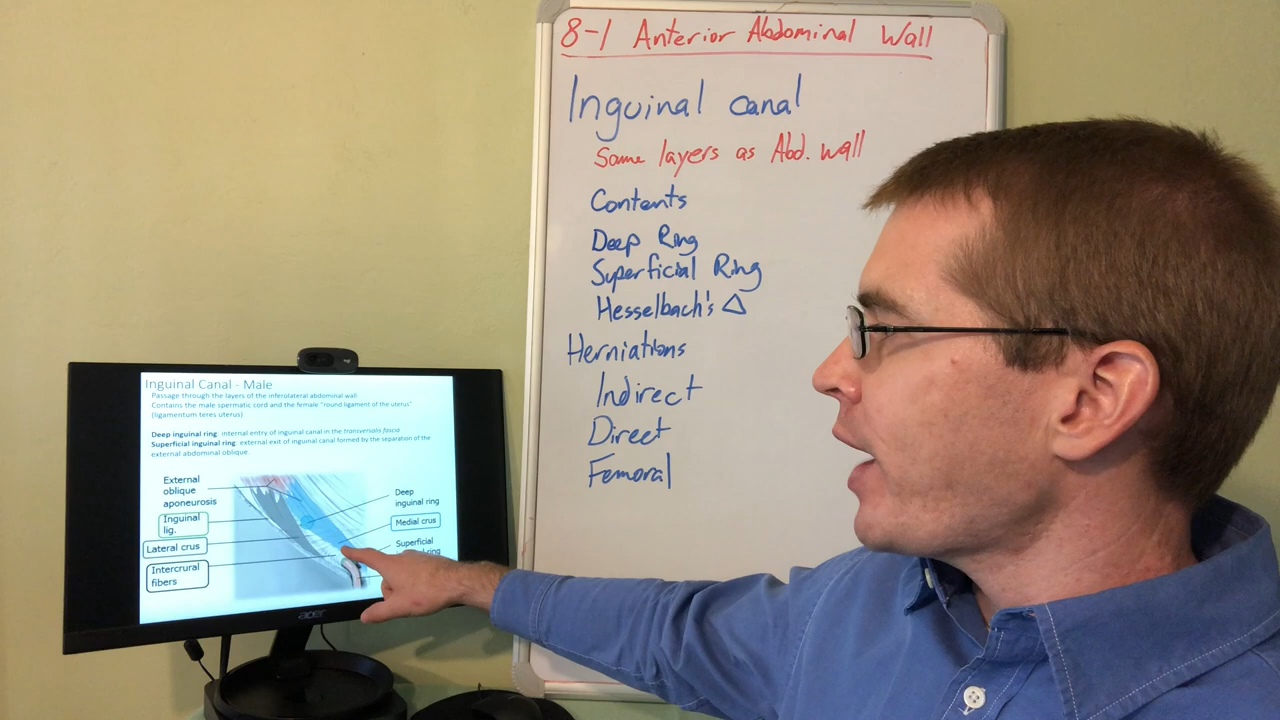 8-1 Anterior Abdominal Wall
Inguinal canal
Same layers as Abd. wall
Contents
Deep Ring
Superficial Ring
Hesselbach's △
Herniations
Indirect
Direct
Femoral
Inguinal Canal - Male
Passage through the layers of the inferolateral abdominal wall
Contains the male spermatic cord and the female "round ligament of the uterus"
(ligamentum teres uterus)
Deep inguinal ring: internal entry of inguinal canal in the transversalis fascia
Superficial inguinal ring: external exit of inguinal canal formed by the separation of the
external abdominal oblique.
External
oblique
aponeurosis
Inguinal
lig.
Lateral crus
Intercrural
fibers
Deep
inguinal ring
Medial crus
Superficial
ring
acer